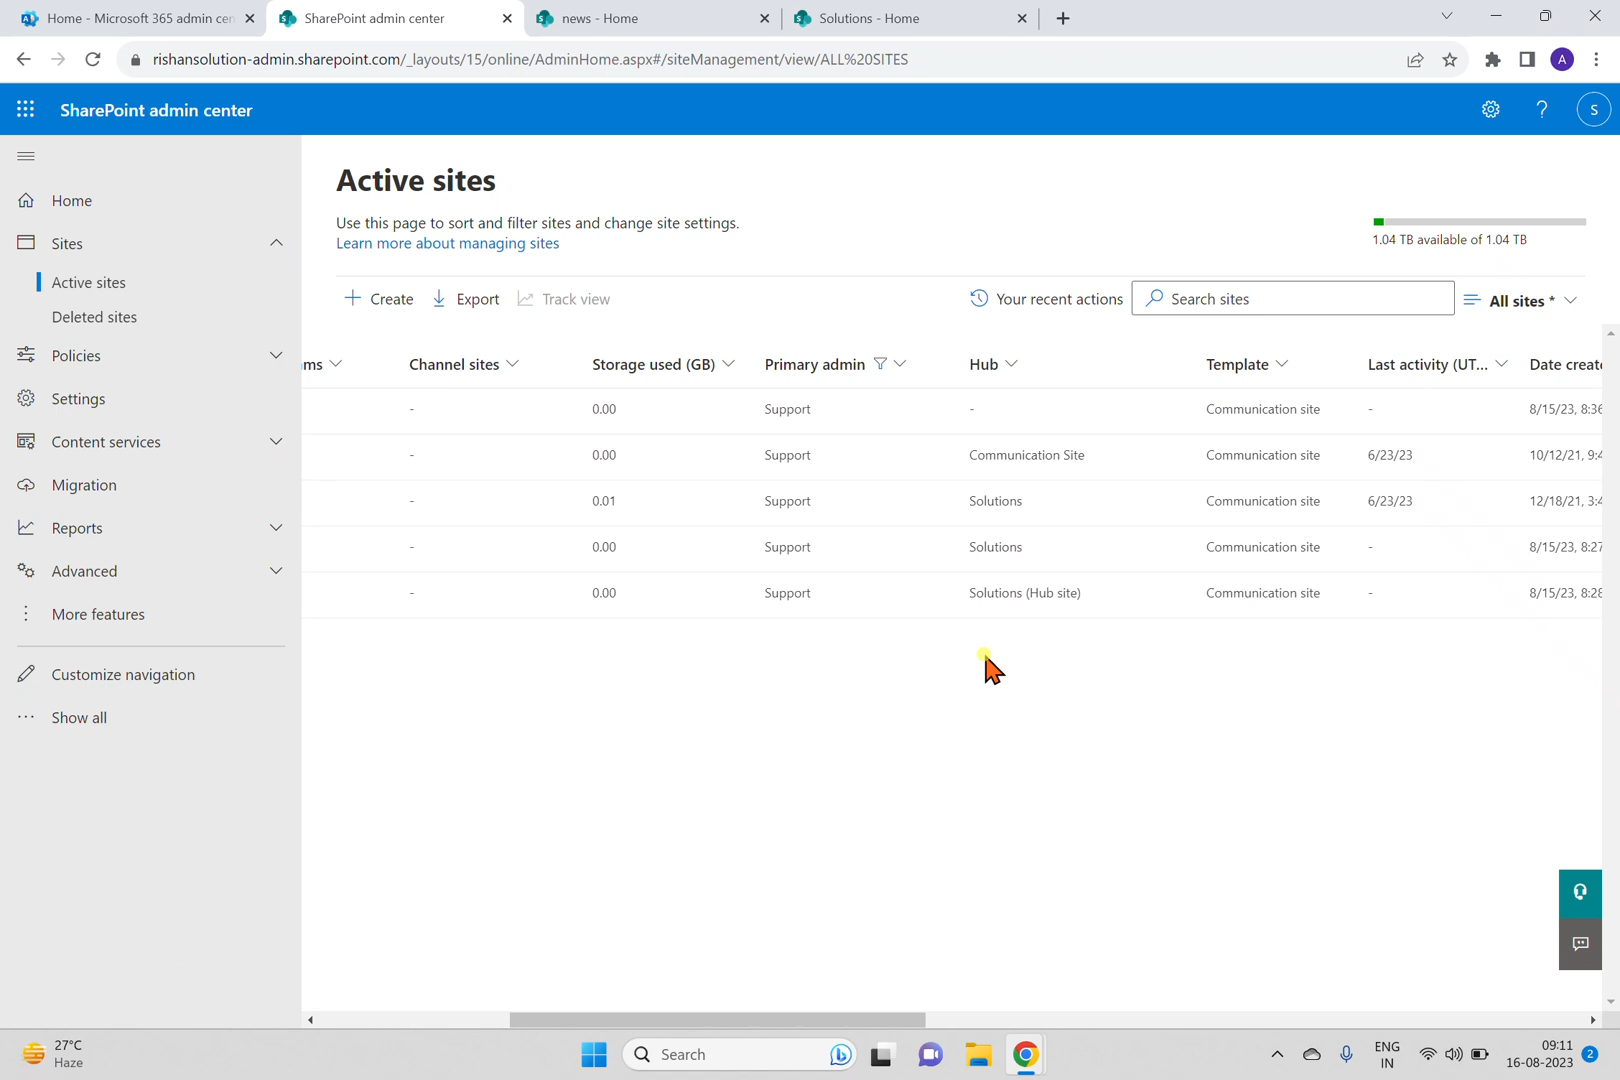 Home - Microsoft 365 admin cen
SharePoint admin center
news - Home
Solutions - Home
rishansolution-admin.sharepoint.com/_layouts/15/online/AdminHome.aspx#/siteManagement/view/ALL%20SITES
A
SharePoint admin center
?
S
Home
Sites
Active sites
Deleted sites
Policies
Settings
Content services
Migration
Reports
Advanced
More features
Customize navigation
Show all
Active sites
Use this page to sort and filter sites and change site settings.
Learn more about managing sites
1.04 TB available of 1.04 TB
Create Export Track view Your recent actions Search sites All sites *
ms Channel sites Storage used (GB) Primary admin Hub Template Last activity (UT... Date create
- 0.00 Support - Communication site - 8/15/23, 8:36
- 0.00 Support Communication Site Communication site 6/23/23 10/12/21, 9:4
- 0.01 Support Solutions Communication site 6/23/23 12/18/21, 3:4
- 0.00 Support Solutions Communication site - 8/15/23, 8:27
- 0.00 Support Solutions (Hub site) Communication site - 8/15/23, 8:28
27°C
Haze
Search
ENG
IN
09:11
16-08-2023
2